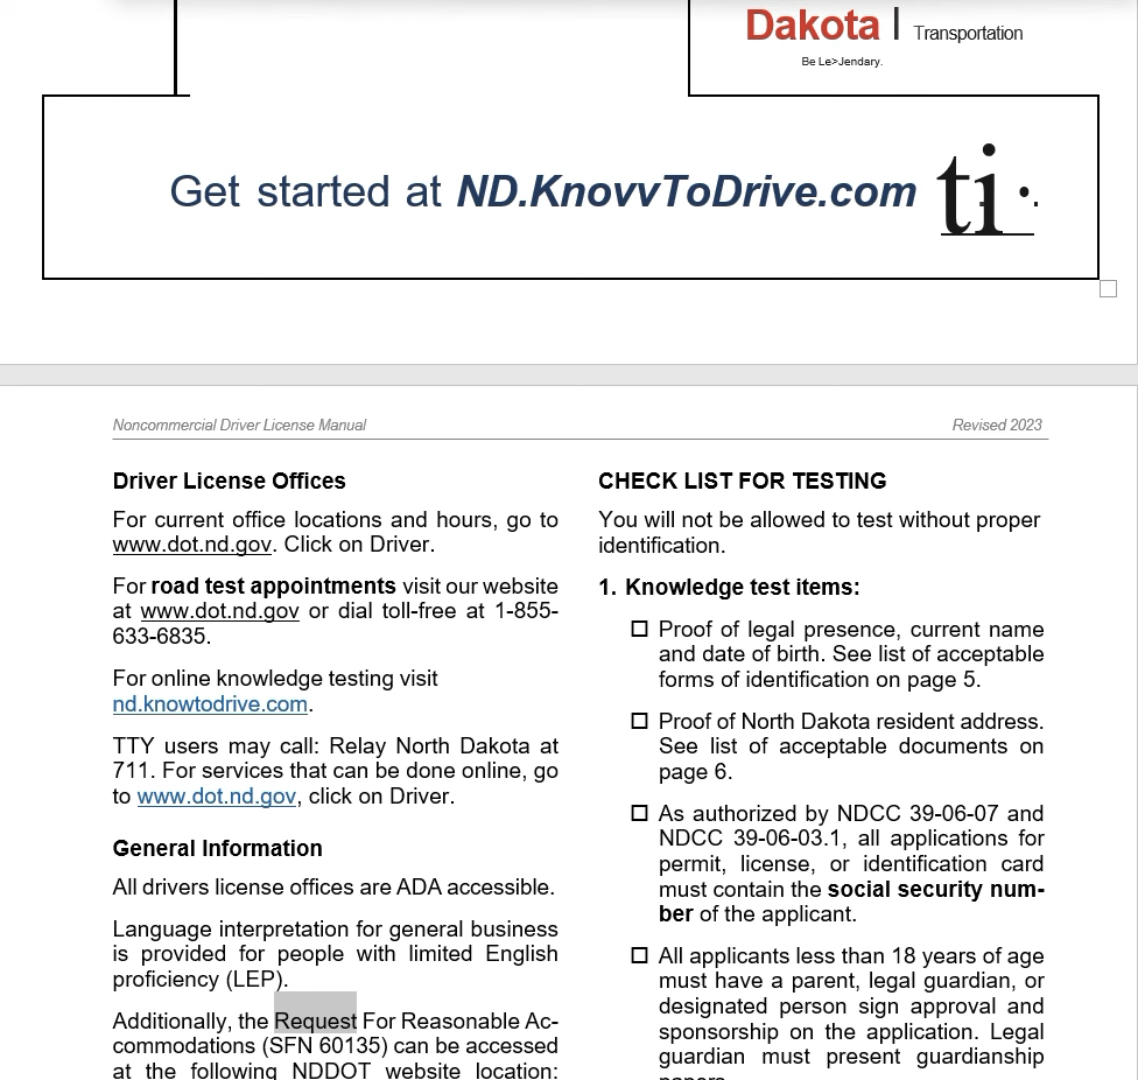 Dakota | Transportation
Be Le>Jendary.
Get started at ND.KnovvToDrive.com ti·.
Noncommercial Driver License Manual
Revised 2023
Driver License Offices
For current office locations and hours, go to
www.dot.nd.gov. Click on Driver.
For road test appointments visit our website
at www.dot.nd.gov or dial toll-free at 1-855-
633-6835.
For online knowledge testing visit
nd.knowtodrive.com.
TTY users may call: Relay North Dakota at
711. For services that can be done online, go
to www.dot.nd.gov, click on Driver.
General Information
All drivers license offices are ADA accessible.
Language interpretation for general business
is provided for people with limited English
proficiency (LEP).
Additionally, the Request For Reasonable Ac-
commodations (SFN 60135) can be accessed
at the following NDDOT website location:
CHECK LIST FOR TESTING
You will not be allowed to test without proper
identification.
1. Knowledge test items:
☐ Proof of legal presence, current name
and date of birth. See list of acceptable
forms of identification on page 5.
☐ Proof of North Dakota resident address.
See list of acceptable documents on
page 6.
☐ As authorized by NDCC 39-06-07 and
NDCC 39-06-03.1, all applications for
permit, license, or identification card
must contain the social security num-
ber of the applicant.
☐ All applicants less than 18 years of age
must have a parent, legal guardian, or
designated person sign approval and
sponsorship on the application. Legal
guardian must present guardianship